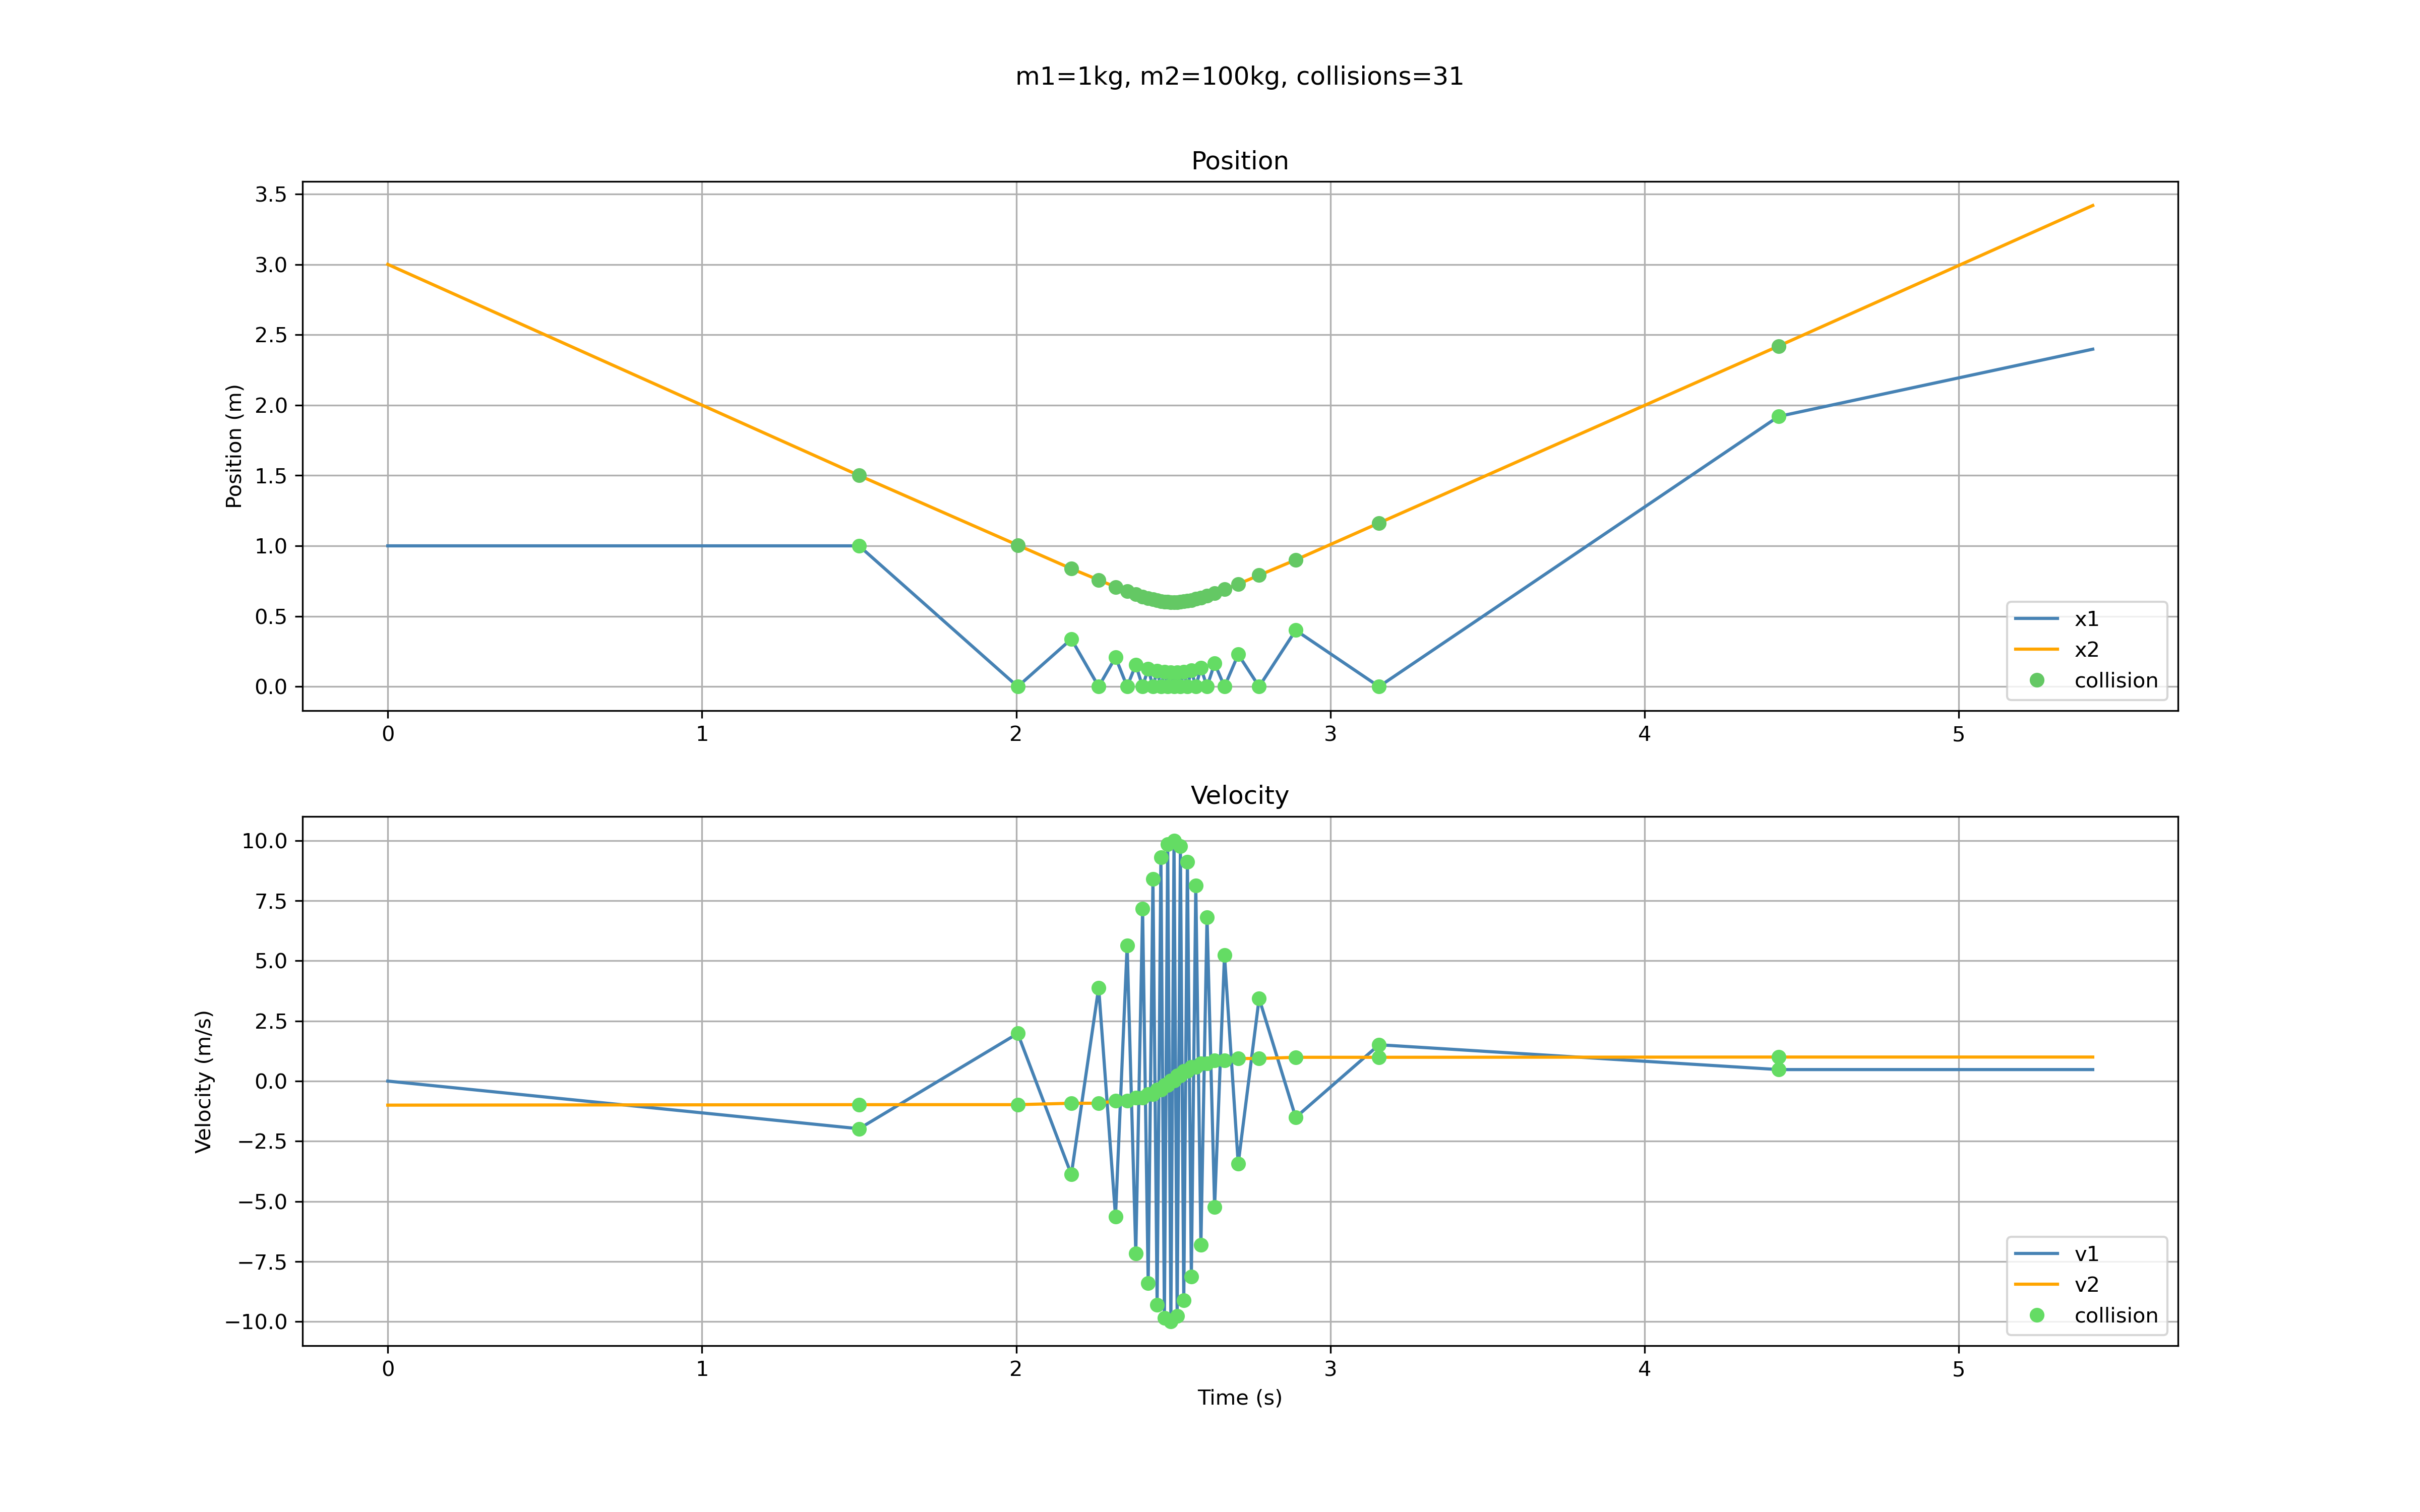 m1=1kg, m2=100kg, collisions=31
Position
Position (m)
3.5
3.0
2.5
2.0
1.5
1.0
0.5
0.0
0 1 2 3 4 5
x1
x2
collision
Velocity
Velocity (m/s)
10.0
7.5
5.0
2.5
0.0
−2.5
−5.0
−7.5
−10.0
0 1 2 3 4 5
Time (s)
v1
v2
collision